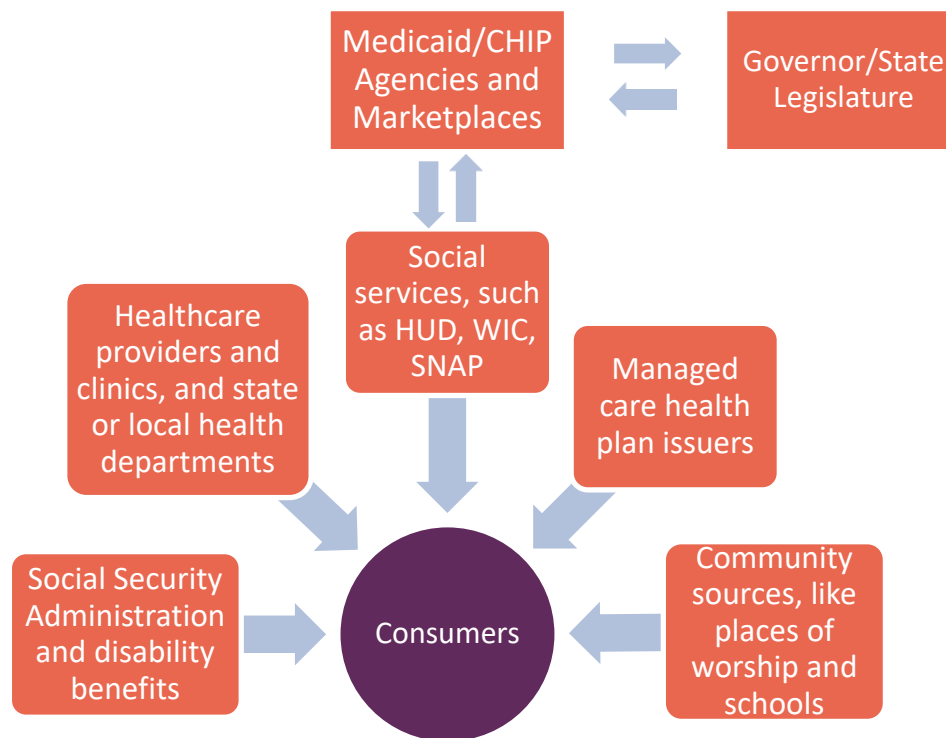 Medicaid/CHIP
Agencies and
Marketplaces
Governor/State
Legislature
Social
services, such
as HUD, WIC,
SNAP
Healthcare
providers and
clinics, and state
or local health
departments
Managed
care health
plan issuers
Social Security
Administration
and disability
benefits
Consumers
Community
sources, like
places of
worship and
schools